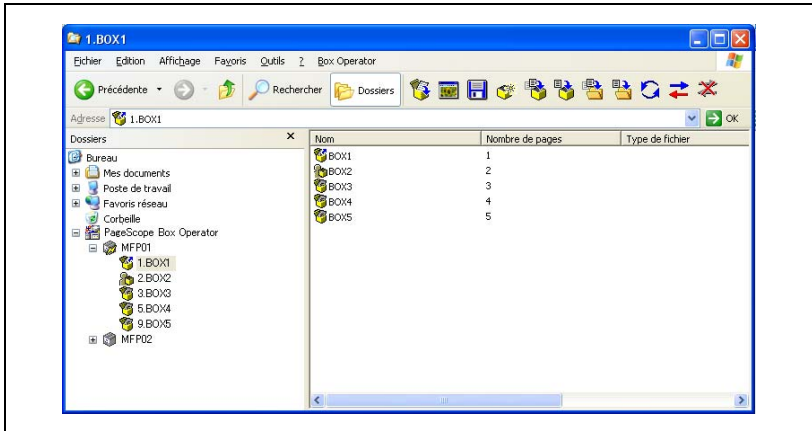 1.BOX1
Fichier Edition Affichage Favoris Outils ? Box Operator
Précédente Rechercher Dossiers
Adresse 1.BOX1 OK
Dossiers x
Bureau
Mes documents
Poste de travail
Favoris réseau
Corbeille
PageScope Box Operator
MFP01
1.BOX1
2.BOX2
3.BOX3
5.BOX4
9.BOX5
MFP02
Nom Nombre de pages Type de fichier
BOX1 1
BOX2 2
BOX3 3
BOX4 4
BOX5 5